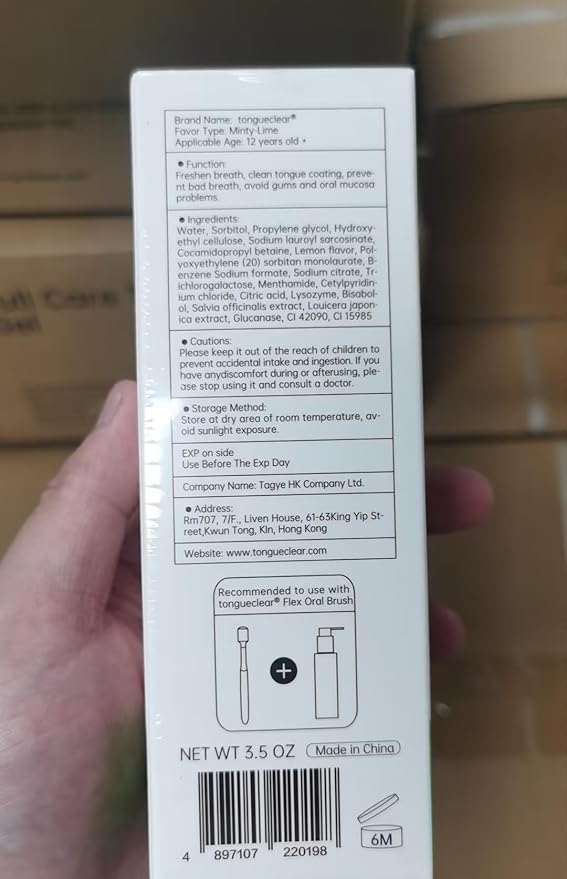 Brand Name: tongueclear®
Favor Type: Minty-Lime
Applicable Age: 12 years old +
● Function:
Freshen breath, clean tongue coating, preve-
nt bad breath, avoid gums and oral mucosa
problems.
● Ingredients:
Water, Sorbitol, Propylene glycol, Hydroxy-
ethyl cellulose, Sodium lauroyl sarcosinate,
Cocamidopropyl betaine, Lemon flavor, Pol-
yoxyethylene (20) sorbitan monolaurate, B-
enzene Sodium formate, Sodium citrate, Tr-
ichlorogalactose, Menthamide, Cetylpyridin-
ium chloride, Citric acid, Lysozyme, Bisabol-
ol, Salvia officinalis extract, Louicera japon-
ica extract, Glucanase, CI 42090, CI 15985
● Cautions:
Please keep it out of the reach of children to
prevent accidental intake and ingestion. If you
have anydiscomfort during or afterusing, ple-
ase stop using it and consult a doctor.
● Storage Method:
Store at dry area of room temperature, av-
oid sunlight exposure.
EXP on side
Use Before The Exp Day
Company Name: Tagye HK Company Ltd.
● Address:
Rm707, 7/F., Liven House, 61-63King Yip St-
reet,Kwun Tong, Kln, Hong Kong
Website: www.tongueclear.com
Recommended to use with
tongueclear® Flex Oral Brush
NET WT 3.5 OZ Made in China
6M
4 897107 220198
ull Care
Gel